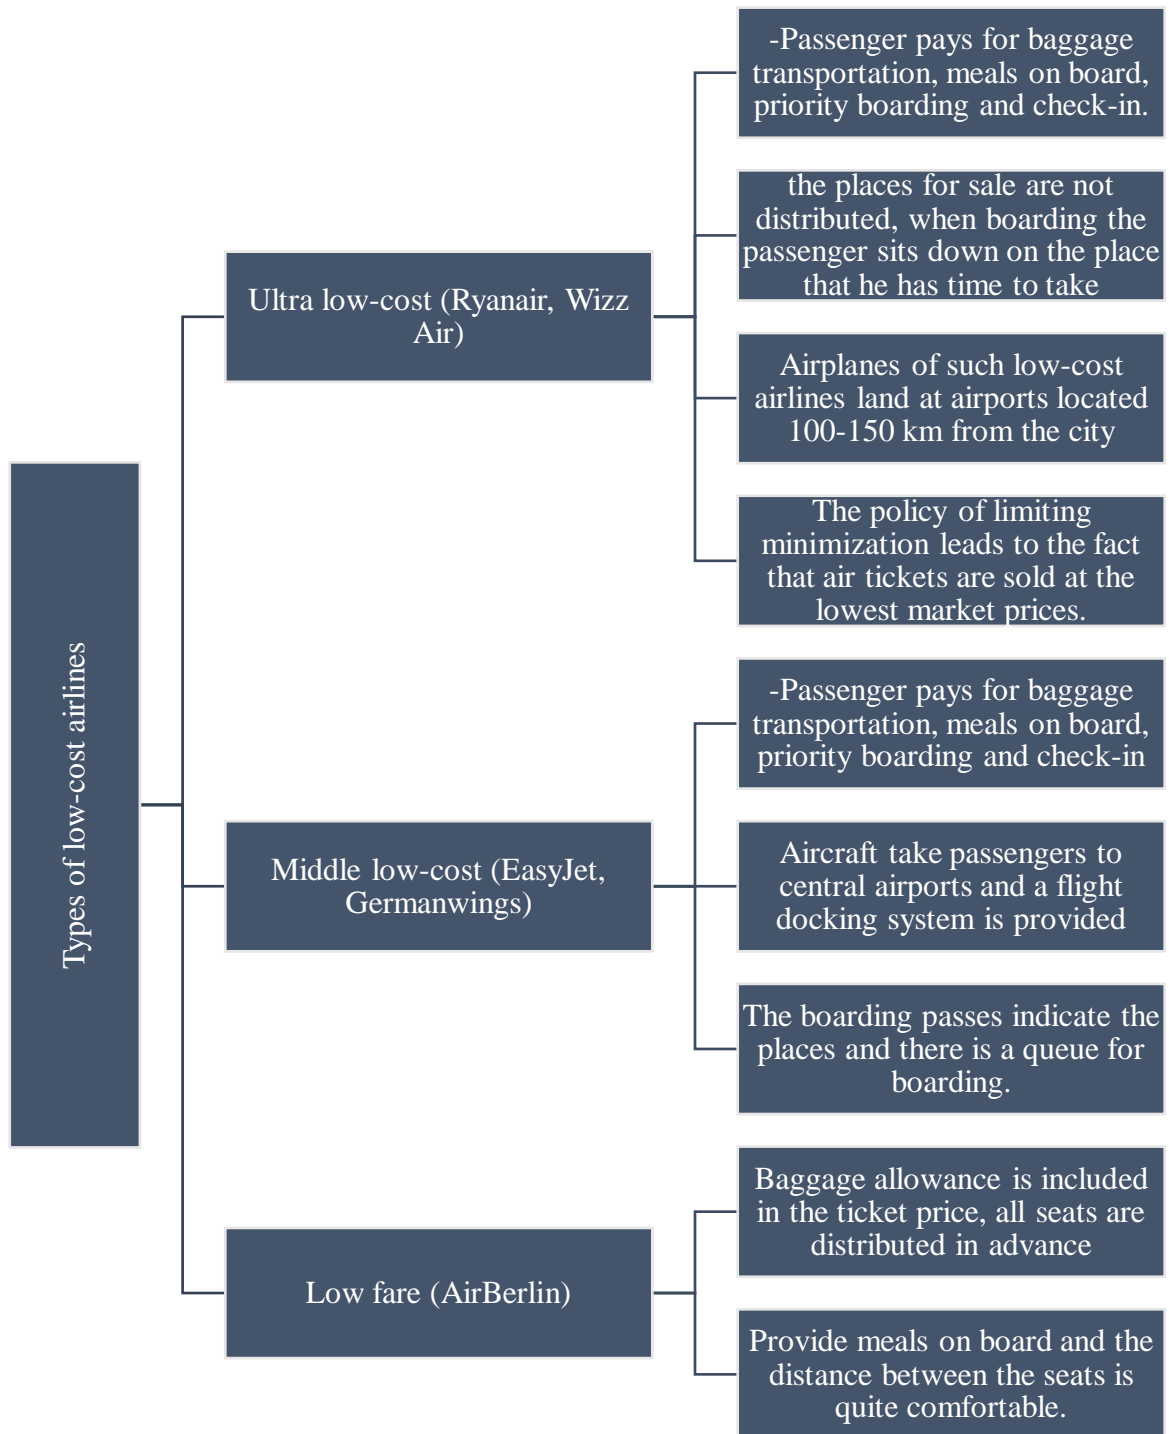 Types of low-cost airlines
Ultra low-cost (Ryanair, Wizz
Air)
-Passenger pays for baggage
transportation, meals on board,
priority boarding and check-in.
the places for sale are not
distributed, when boarding the
passenger sits down on the place
that he has time to take
Airplanes of such low-cost
airlines land at airports located
100-150 km from the city
The policy of limiting
minimization leads to the fact
that air tickets are sold at the
lowest market prices.
Middle low-cost (EasyJet,
Germanwings)
-Passenger pays for baggage
transportation, meals on board,
priority boarding and check-in
Aircraft take passengers to
central airports and a flight
docking system is provided
The boarding passes indicate the
places and there is a queue for
boarding.
Low fare (AirBerlin)
Baggage allowance is included
in the ticket price, all seats are
distributed in advance
Provide meals on board and the
distance between the seats is
quite comfortable.